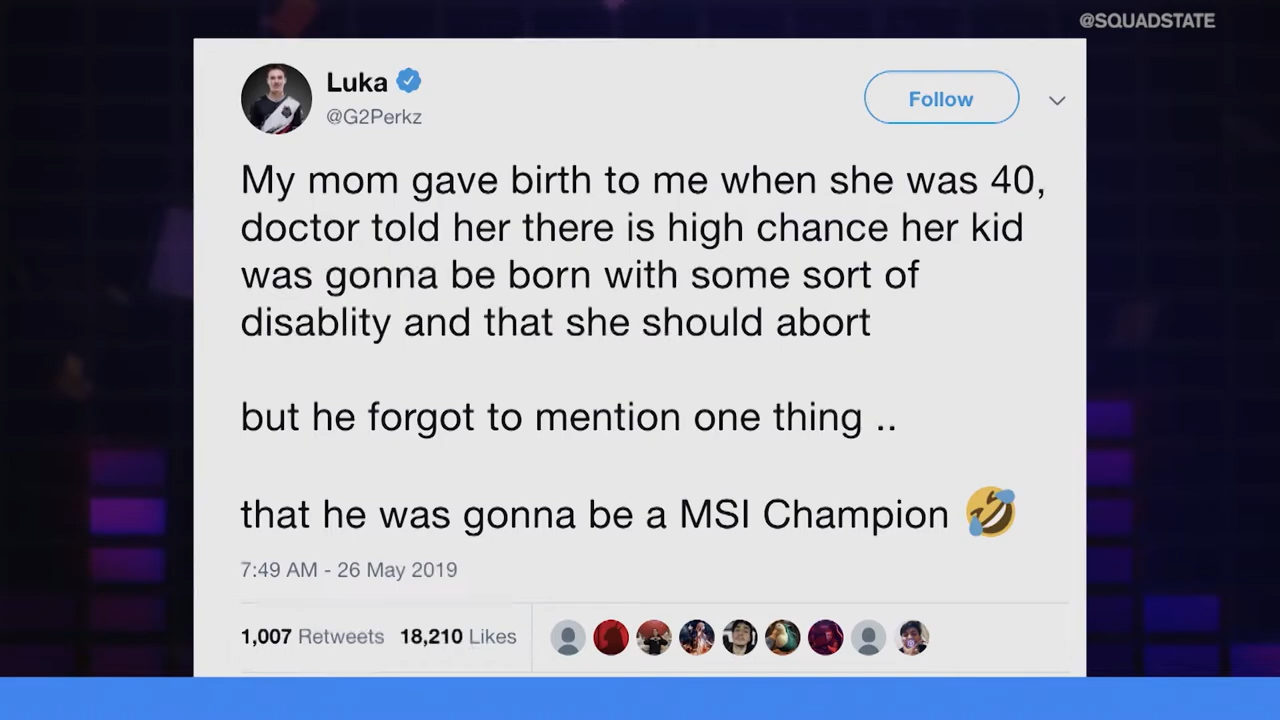 @SQUADSTATE
Luka
@G2Perkz
Follow
My mom gave birth to me when she was 40,
doctor told her there is high chance her kid
was gonna be born with some sort of
disablity and that she should abort
but he forgot to mention one thing ..
that he was gonna be a MSI Champion 🤣
7:49 AM - 26 May 2019
1,007 Retweets 18,210 Likes